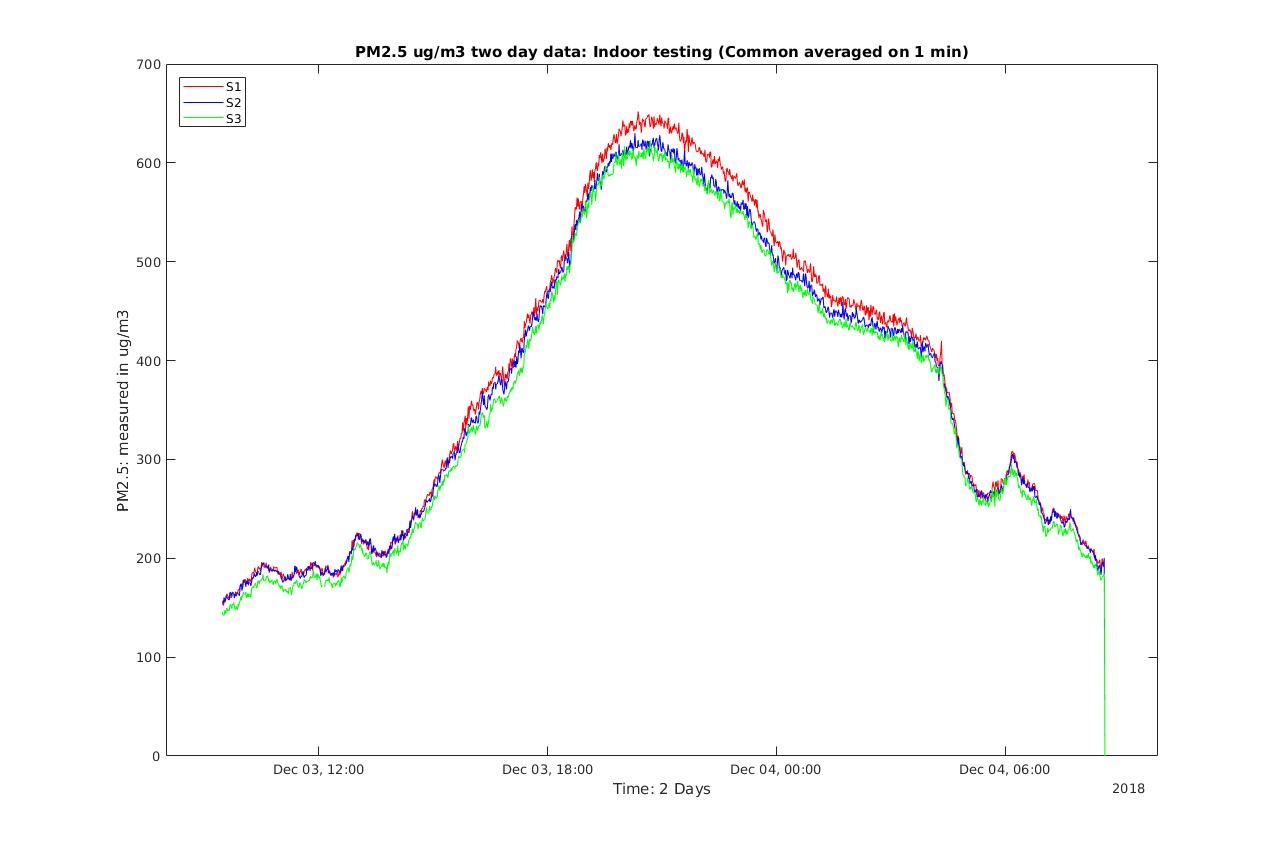 PM2.5 ug/m3 two day data: Indoor testing (Common averaged on 1 min)
700
600
500
400
300
200
100
0
S1
S2
S3
PM2.5: measured in ug/m3
Dec 03, 12:00
Dec 03, 18:00
Dec 04, 00:00
Dec 04, 06:00
Time: 2 Days
2018